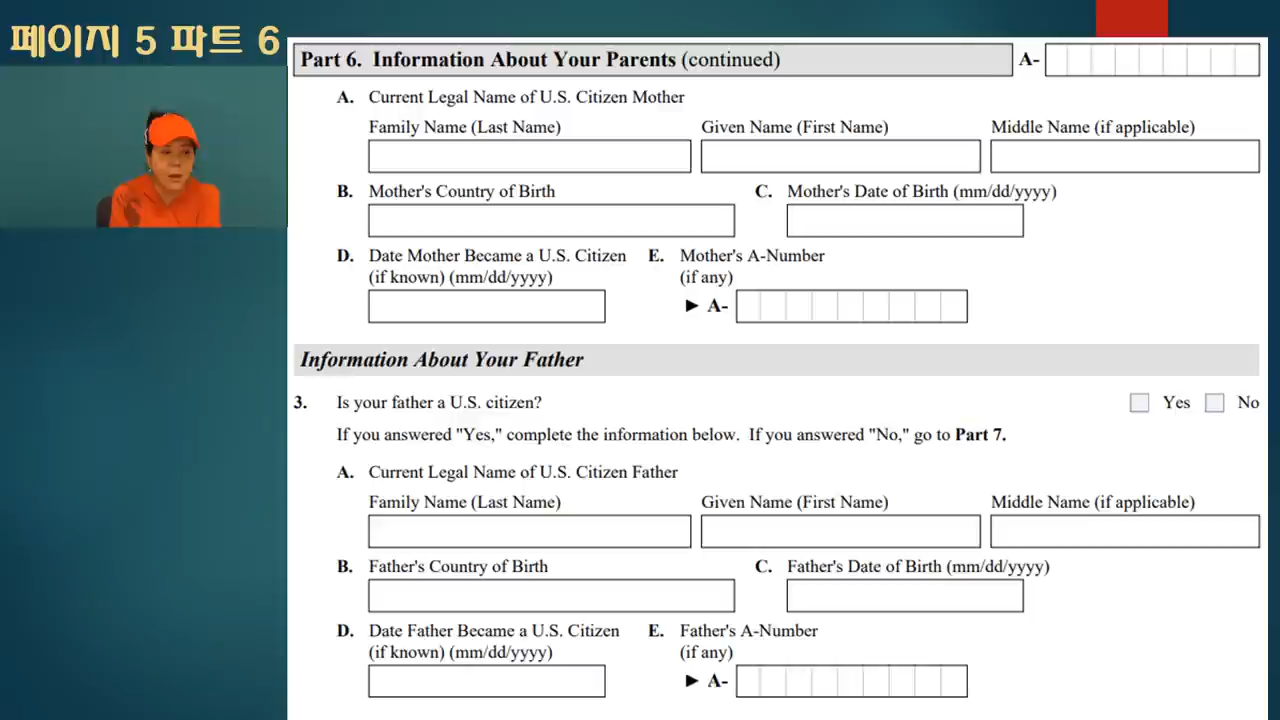 페이지 5 파트 6
Part 6. Information About Your Parents (continued) A-
A. Current Legal Name of U.S. Citizen Mother
Family Name (Last Name) Given Name (First Name) Middle Name (if applicable)
B. Mother's Country of Birth C. Mother's Date of Birth (mm/dd/yyyy)
D. Date Mother Became a U.S. Citizen E. Mother's A-Number
(if known) (mm/dd/yyyy) (if any)
► A-
Information About Your Father
3. Is your father a U.S. citizen? Yes No
If you answered "Yes," complete the information below. If you answered "No," go to Part 7.
A. Current Legal Name of U.S. Citizen Father
Family Name (Last Name) Given Name (First Name) Middle Name (if applicable)
B. Father's Country of Birth C. Father's Date of Birth (mm/dd/yyyy)
D. Date Father Became a U.S. Citizen E. Father's A-Number
(if known) (mm/dd/yyyy) (if any)
► A-